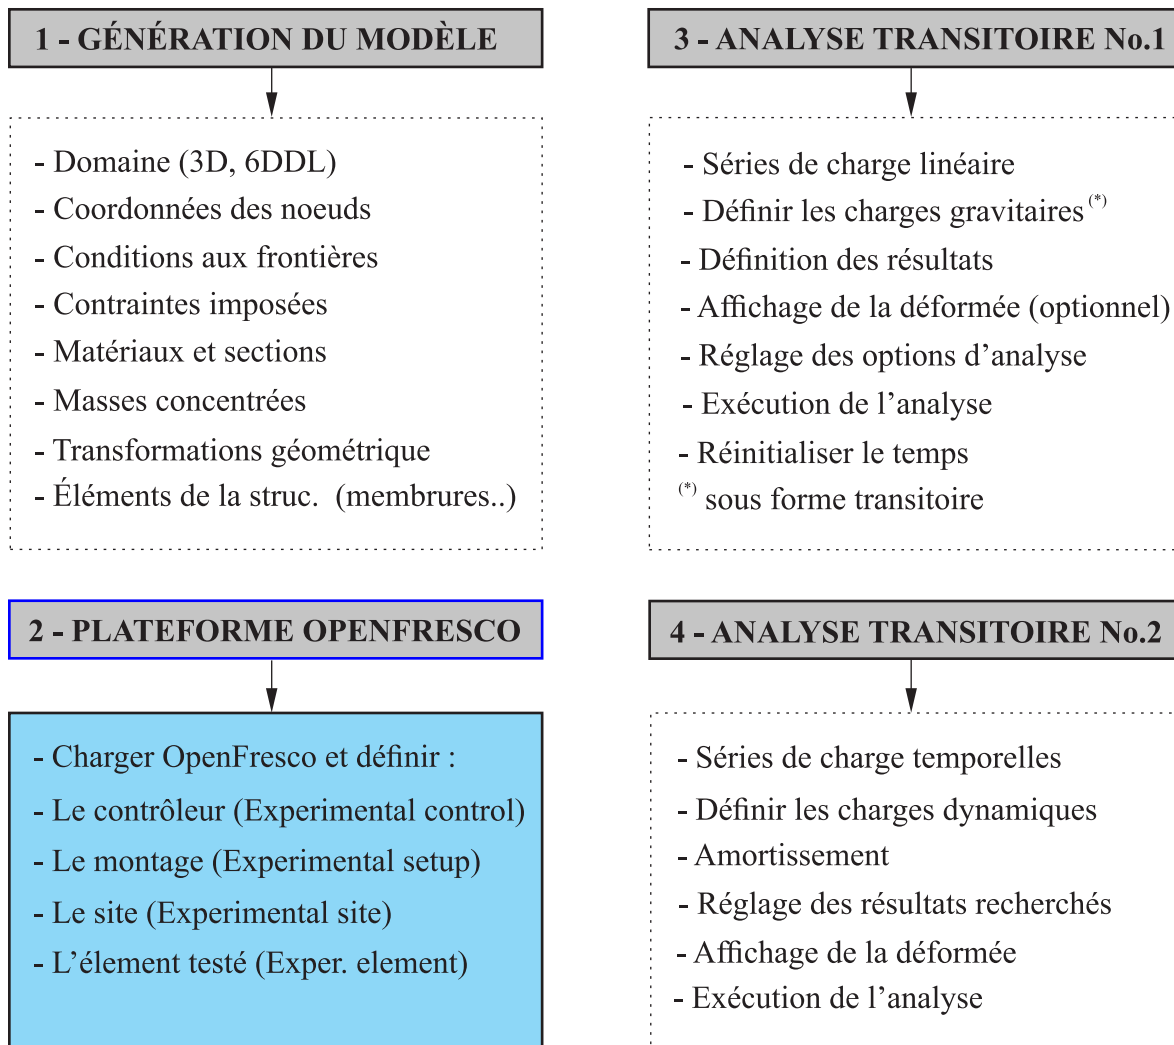 1 - GÉNÉRATION DU MODÈLE
- Domaine (3D, 6DDL)
- Coordonnées des noeuds
- Conditions aux frontières
- Contraintes imposées
- Matériaux et sections
- Masses concentrées
- Transformations géométrique
- Éléments de la struc. (membrures..)
2 - PLATEFORME OPENFRESCO
- Charger OpenFresco et définir :
- Le contrôleur (Experimental control)
- Le montage (Experimental setup)
- Le site (Experimental site)
- L’élement testé (Exper. element)
3 - ANALYSE TRANSITOIRE No.1
- Séries de charge linéaire
- Définir les charges gravitaires (*)
- Définition des résultats
- Affichage de la déformée (optionnel)
- Réglage des options d’analyse
- Exécution de l’analyse
- Réinitialiser le temps
(*) sous forme transitoire
4 - ANALYSE TRANSITOIRE No.2
- Séries de charge temporelles
- Définir les charges dynamiques
- Amortissement
- Réglage des résultats recherchés
- Affichage de la déformée
- Exécution de l’analyse